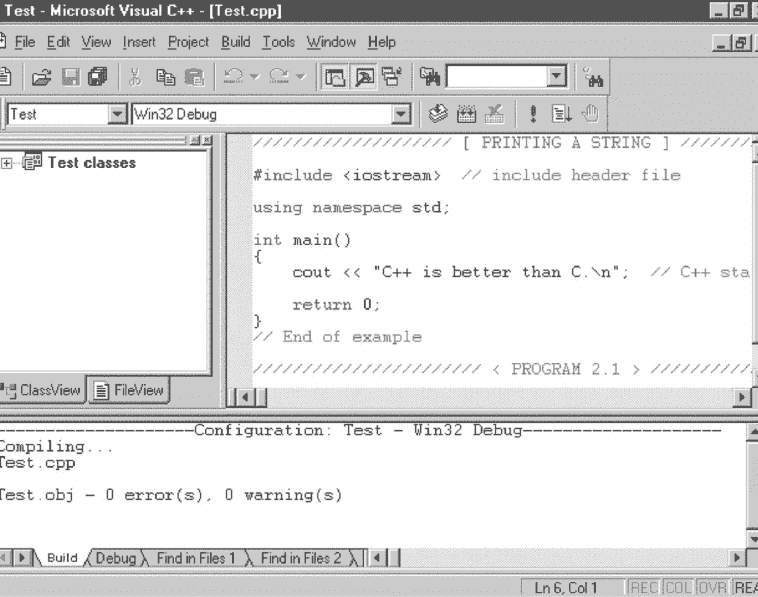 Test - Microsoft Visual C++ - [Test.cpp]
File Edit View Insert Project Build Tools Window Help
Test Win32 Debug
Test classes
//////////////////// [ PRINTING A STRING ] ///////
#include <iostream> // include header file
using namespace std;
int main()
{
cout << "C++ is better than C.\n"; // C++ sta
return 0;
}
// End of example
/////////////////////// < PROGRAM 2.1 > //////////
ClassView FileView
--------------------Configuration: Test - Win32 Debug--------------------
Compiling...
Test.cpp
Test.obj - 0 error(s), 0 warning(s)
Build Debug Find in Files 1 Find in Files 2
Ln 6, Col 1 REC COL OVR REA